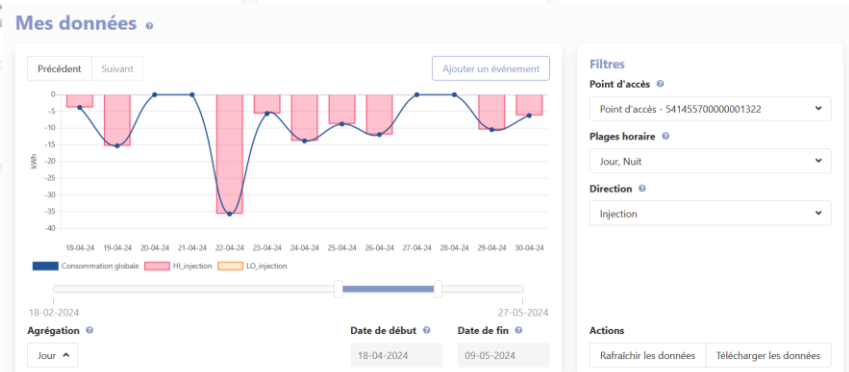 Mes données
Précédent Suivant Ajouter un événement
0
-5
-10
-15
-20
-25
-30
-35
-40
kWh
18-04-24 19-04-24 20-04-24 21-04-24 22-04-24 23-04-24 24-04-24 25-04-24 26-04-24 27-04-24 28-04-24 29-04-24 30-04-24
Consommation globale HI_injection LO_injection
18-02-2024 27-05-2024
Agrégation Date de début Date de fin
Jour 18-04-2024 09-05-2024
Filtres
Point d'accès
Point d'accès - 541455700000001322
Plages horaire
Jour, Nuit
Direction
Injection
Actions
Rafraîchir les données Télécharger les données